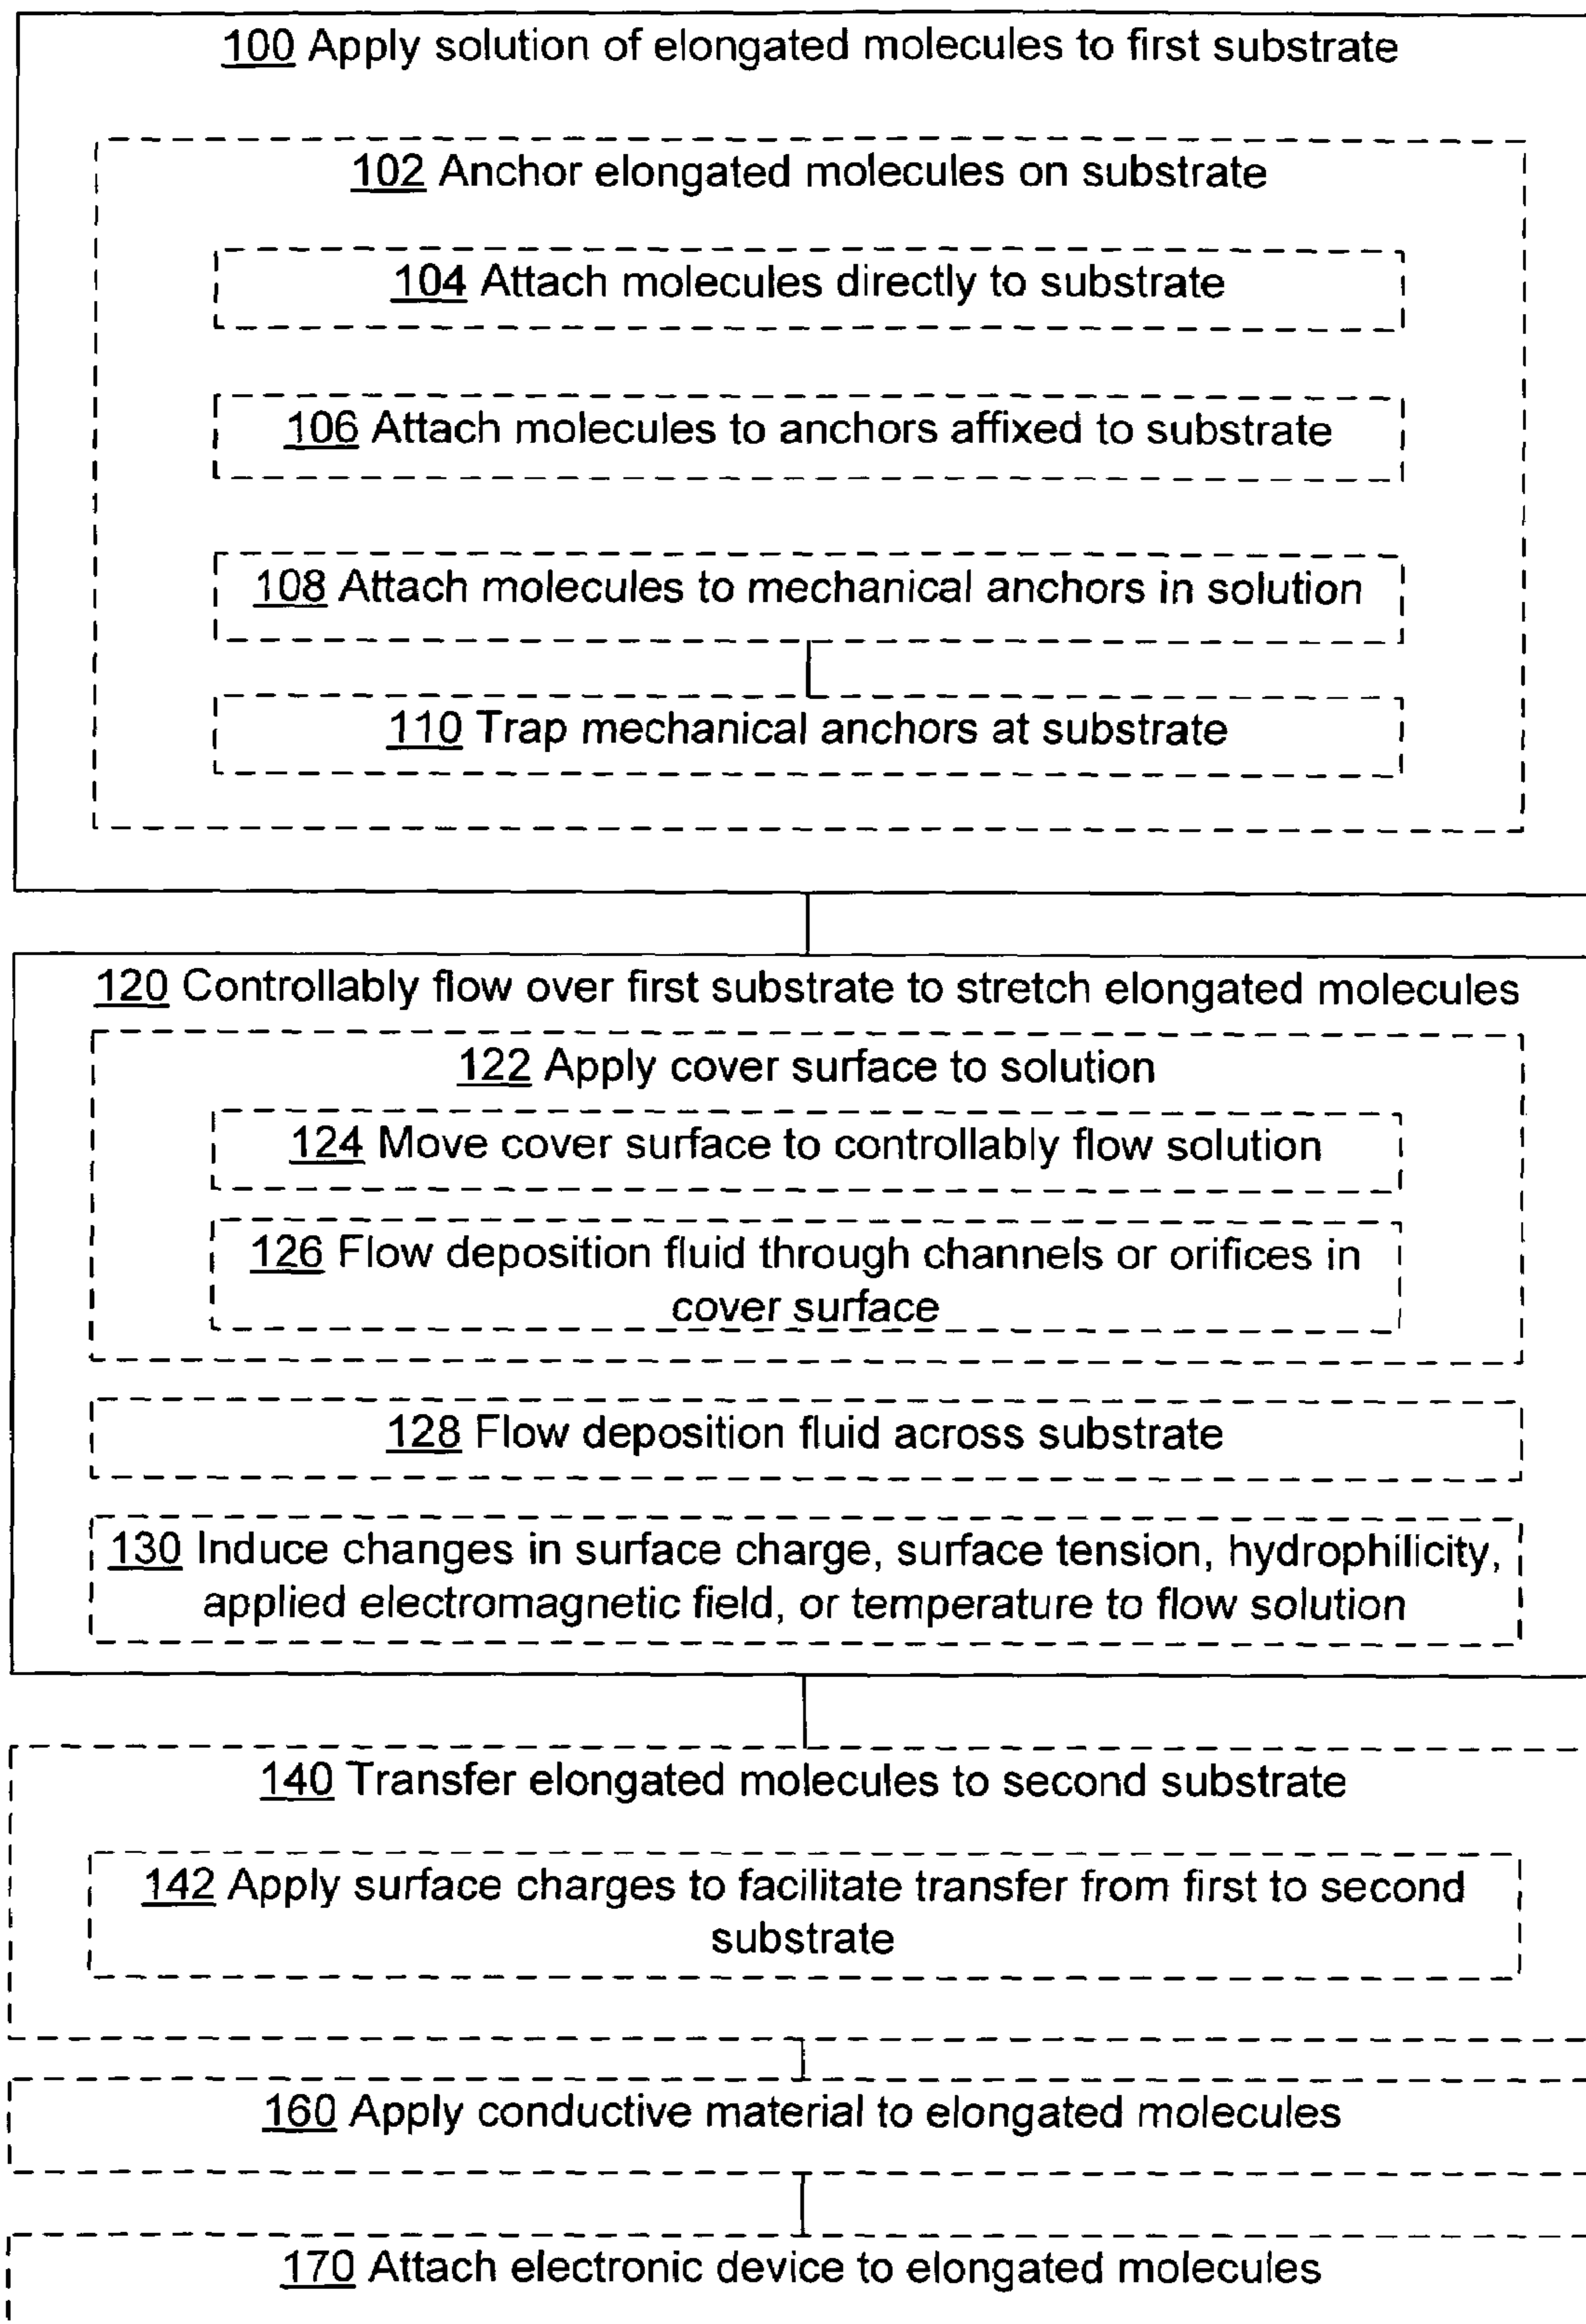 100 Apply solution of elongated molecules to first substrate
102 Anchor elongated molecules on substrate
104 Attach molecules directly to substrate
106 Attach molecules to anchors affixed to substrate
108 Attach molecules to mechanical anchors in solution
110 Trap mechanical anchors at substrate
120 Controllably flow over first substrate to stretch elongated molecules
122 Apply cover surface to solution
124 Move cover surface to controllably flow solution
126 Flow deposition fluid through channels or orifices in
cover surface
128 Flow deposition fluid across substrate
130 Induce changes in surface charge, surface tension, hydrophilicity,
applied electromagnetic field, or temperature to flow solution
140 Transfer elongated molecules to second substrate
142 Apply surface charges to facilitate transfer from first to second
substrate
160 Apply conductive material to elongated molecules
170 Attach electronic device to elongated molecules